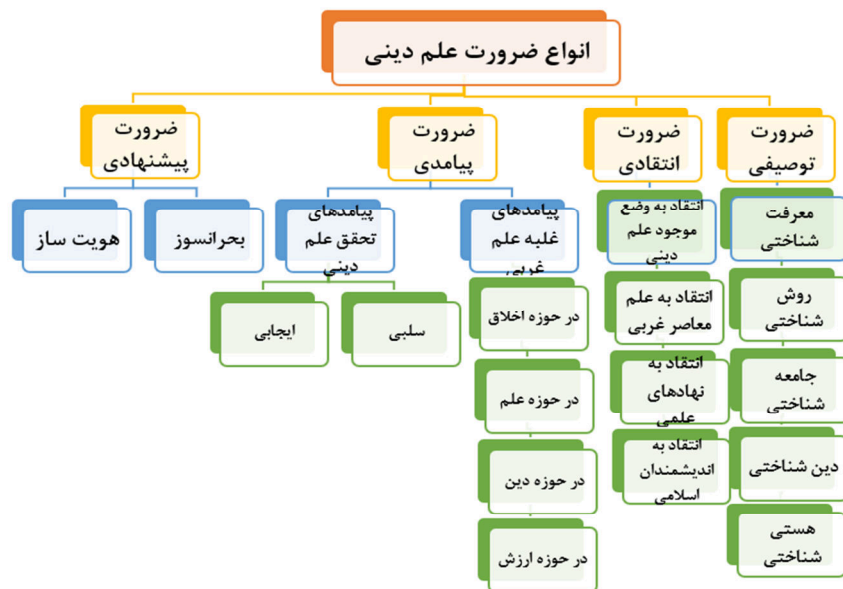 انواع ضرورت علم دینی
ضرورت
توصیفی
ضرورت
انتقادی
ضرورت
پیامدی
ضرورت
پیشنهادی
معرفت
شناختی
روش
شناختی
جامعه
شناختی
دین شناختی
هستی
شناختی
انتقاد به وضع
موجود علم
دینی
انتقاد به علم
معاصر غربی
انتقاد به
نهادهای
علمی
انتقاد به
اندیشمندان
اسلامی
پیامدهای
غلبه علم
غربی
در حوزه اخلاق
در حوزه علم
در حوزه دین
در حوزه ارزش
پیامدهای
تحقق علم
دینی
سلبی
ایجابی
بحرانسوز
هویت ساز